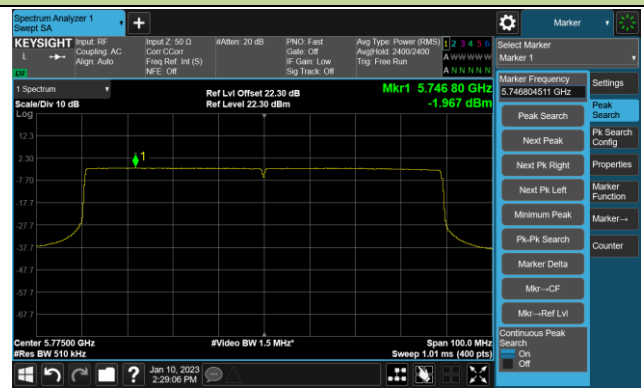 Spectrum Analyzer 1
Swept SA
Marker
KEYSIGHT
L
LW
Input: RF
Coupling: AC
Align: Auto
Input Z: 50 Ω
Corr CCorr
Freq Ref: Int (S)
NFE: Off
#Atten: 20 dB
PNO: Fast
Gate: Off
IF Gain: Low
Sig Track: Off
Avg Type: Power (RMS)
Avg|Hold: 2400/2400
Trig: Free Run
1 2 3 4 5 6
A W W W W W
A N N N N N
Select Marker
Marker 1
1 Spectrum
Scale/Div 10 dB
Log
Ref Lvl Offset 22.30 dB
Ref Level 22.30 dBm
Mkr1 5.746 80 GHz
-1.967 dBm
12.3
2.30
-7.70
-17.7
-27.7
-37.7
-47.7
-57.7
-67.7
1
Center 5.77500 GHz
#Res BW 510 kHz
#Video BW 1.5 MHz*
Span 100.0 MHz
Sweep 1.01 ms (400 pts)
Marker Frequency
5.746804511 GHz
Peak Search
Next Peak
Next Pk Right
Next Pk Left
Minimum Peak
Pk-Pk Search
Marker Delta
Mkr→CF
Mkr→Ref Lvl
Continuous Peak
Search
On
Off
Settings
Peak
Search
Pk Search
Config
Properties
Marker
Function
Marker→
Counter
?
Jan 10, 2023
2:29:06 PM